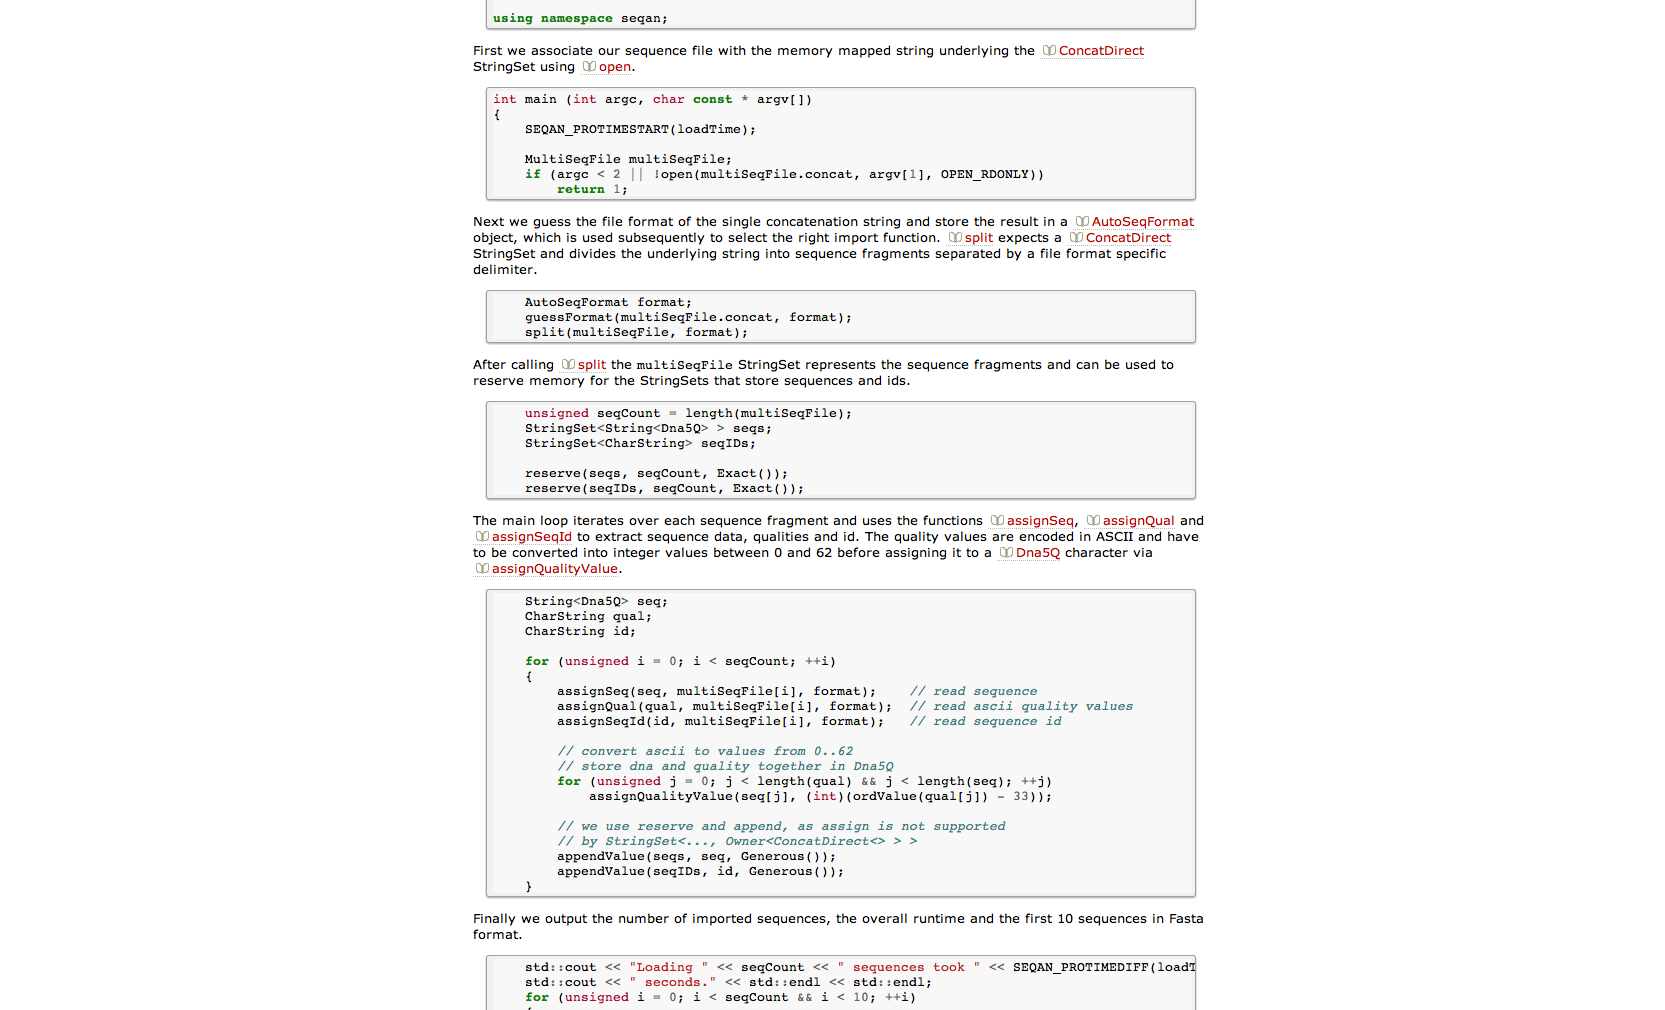 using namespace seqan;
First we associate our sequence file with the memory mapped string underlying the ConcatDirect
StringSet using open.
int main (int argc, char const * argv[])
{
    SEQAN_PROTIMESTART(loadTime);
    MultiSeqFile multiSeqFile;
    if (argc < 2 || !open(multiSeqFile.concat, argv[1], OPEN_RDONLY))
        return 1;
Next we guess the file format of the single concatenation string and store the result in a AutoSeqFormat
object, which is used subsequently to select the right import function. split expects a ConcatDirect
StringSet and divides the underlying string into sequence fragments separated by a file format specific
delimiter.
    AutoSeqFormat format;
    guessFormat(multiSeqFile.concat, format);
    split(multiSeqFile, format);
After calling split the multiSeqFile StringSet represents the sequence fragments and can be used to
reserve memory for the StringSets that store sequences and ids.
    unsigned seqCount = length(multiSeqFile);
    StringSet<String<Dna5Q> > seqs;
    StringSet<CharString> seqIDs;
    reserve(seqs, seqCount, Exact());
    reserve(seqIDs, seqCount, Exact());
The main loop iterates over each sequence fragment and uses the functions assignSeq, assignQual and
assignSeqId to extract sequence data, qualities and id. The quality values are encoded in ASCII and have
to be converted into integer values between 0 and 62 before assigning it to a Dna5Q character via
assignQualityValue.
    String<Dna5Q> seq;
    CharString qual;
    CharString id;
    for (unsigned i = 0; i < seqCount; ++i)
    {
        assignSeq(seq, multiSeqFile[i], format);    // read sequence
        assignQual(qual, multiSeqFile[i], format);  // read ascii quality values
        assignSeqId(id, multiSeqFile[i], format);   // read sequence id
        // convert ascii to values from 0..62
        // store dna and quality together in Dna5Q
        for (unsigned j = 0; j < length(qual) && j < length(seq); ++j)
            assignQualityValue(seq[j], (int)(ordValue(qual[j]) - 33));
        // we use reserve and append, as assign is not supported
        // by StringSet<..., Owner<ConcatDirect<> > >
        appendValue(seqs, seq, Generous());
        appendValue(seqIDs, id, Generous());
    }
Finally we output the number of imported sequences, the overall runtime and the first 10 sequences in Fasta
format.
    std::cout << "Loading " << seqCount << " sequences took " << SEQAN_PROTIMEDIFF(loadT
    std::cout << " seconds." << std::endl << std::endl;
    for (unsigned i = 0; i < seqCount && i < 10; ++i)